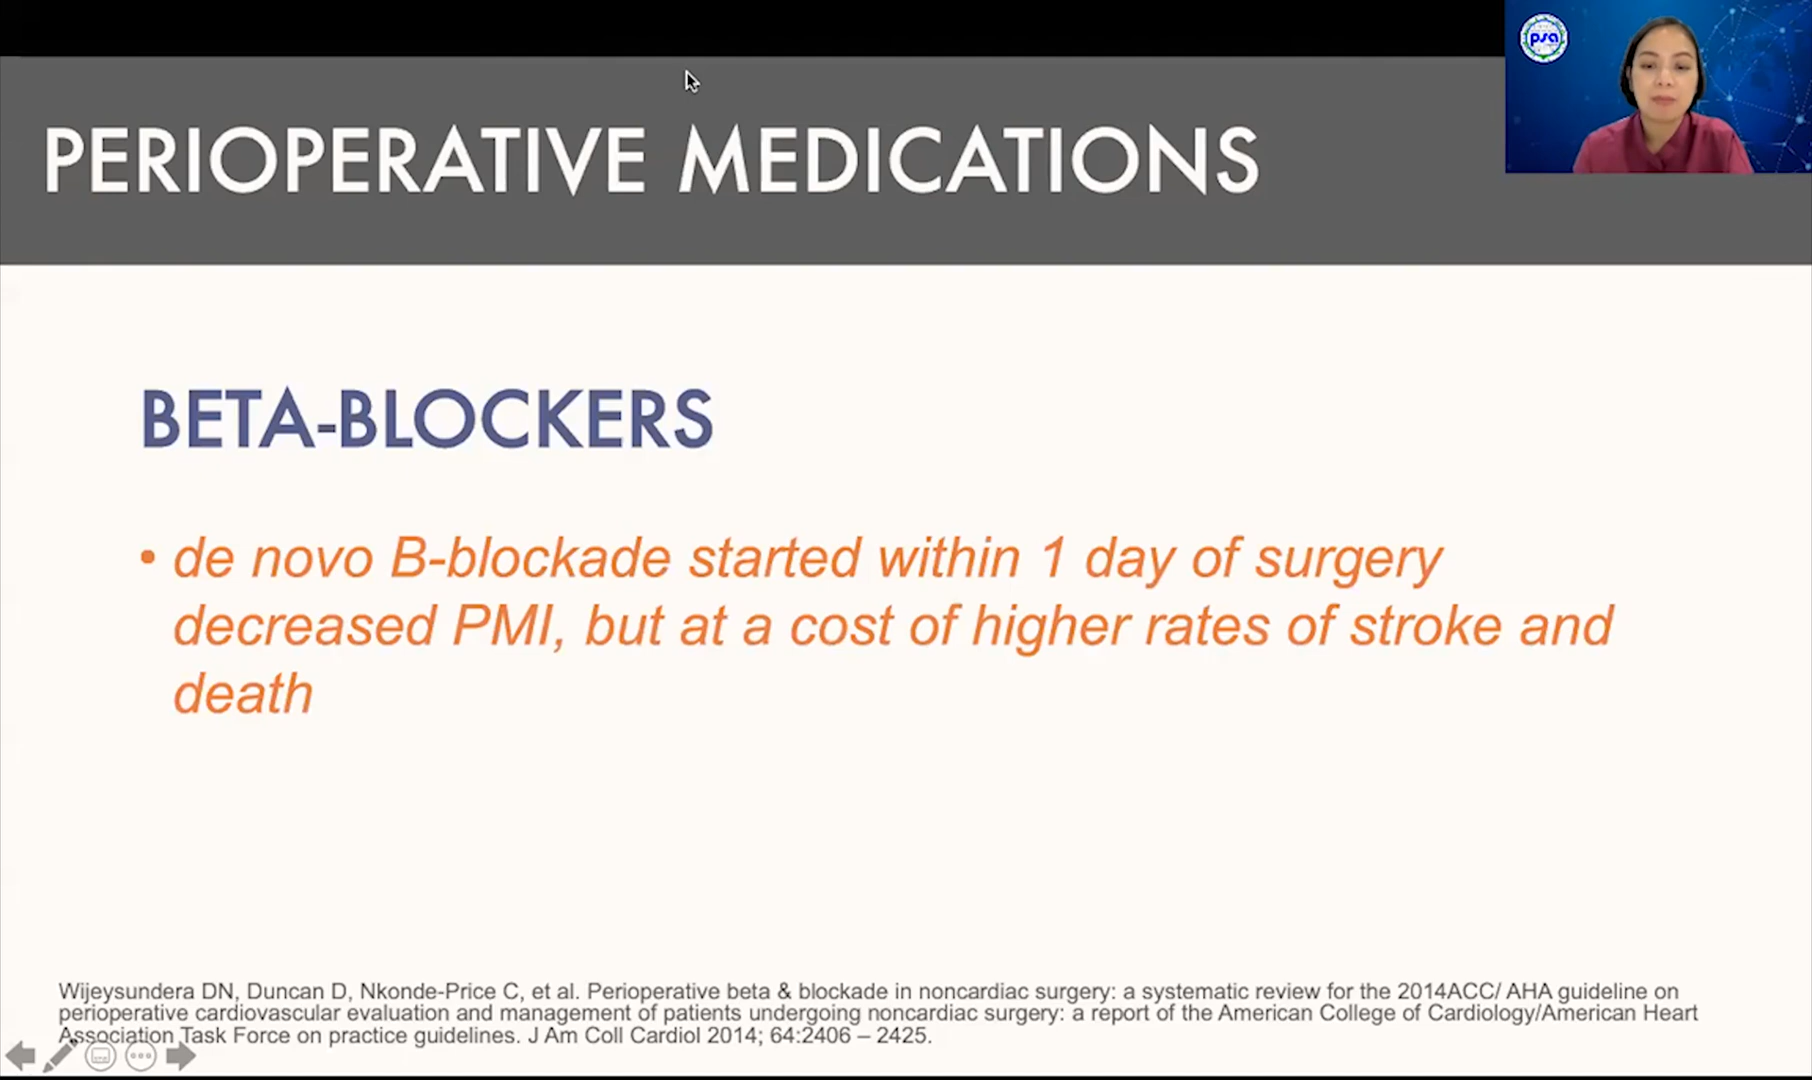 psa
PERIOPERATIVE MEDICATIONS
BETA-BLOCKERS
• de novo B-blockade started within 1 day of surgery
decreased PMI, but at a cost of higher rates of stroke and
death
Wijeysundera DN, Duncan D, Nkonde-Price C, et al. Perioperative beta & blockade in noncardiac surgery: a systematic review for the 2014ACC/ AHA guideline on
perioperative cardiovascular evaluation and management of patients undergoing noncardiac surgery: a report of the American College of Cardiology/American Heart
Association Task Force on practice guidelines. J Am Coll Cardiol 2014; 64:2406 – 2425.